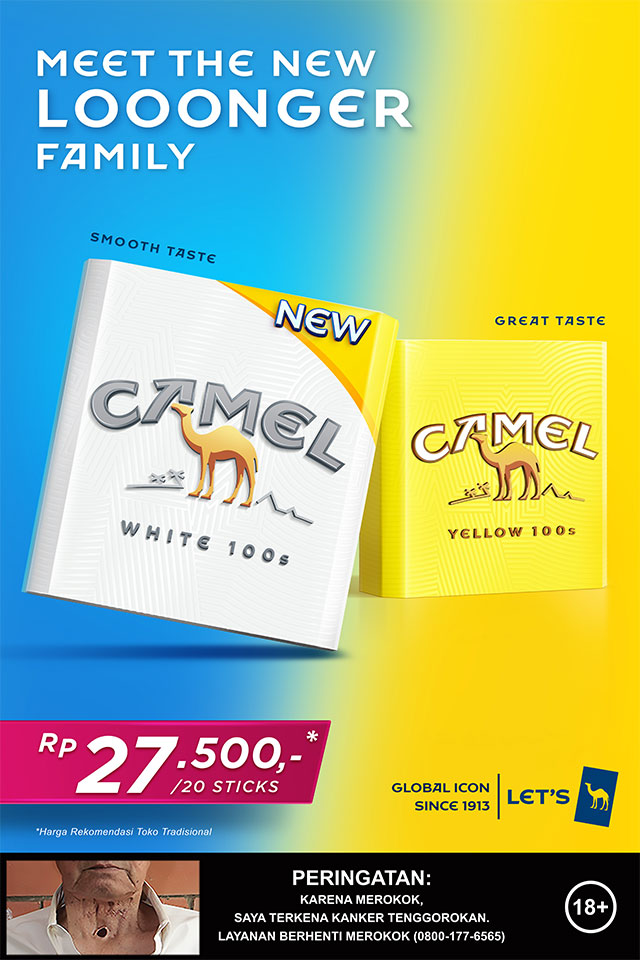 MEET THE NEW
LOOONGER
FAMILY
SMOOTH TASTE
NEW
CAMEL
WHITE 100s
GREAT TASTE
CAMEL
YELLOW 100s
Rp 27.500,-*
/20 STICKS
*Harga Rekomendasi Toko Tradisional
GLOBAL ICON
SINCE 1913
LET'S
PERINGATAN:
KARENA MEROKOK,
SAYA TERKENA KANKER TENGGOROKAN.
LAYANAN BERHENTI MEROKOK (0800-177-6565)
18+